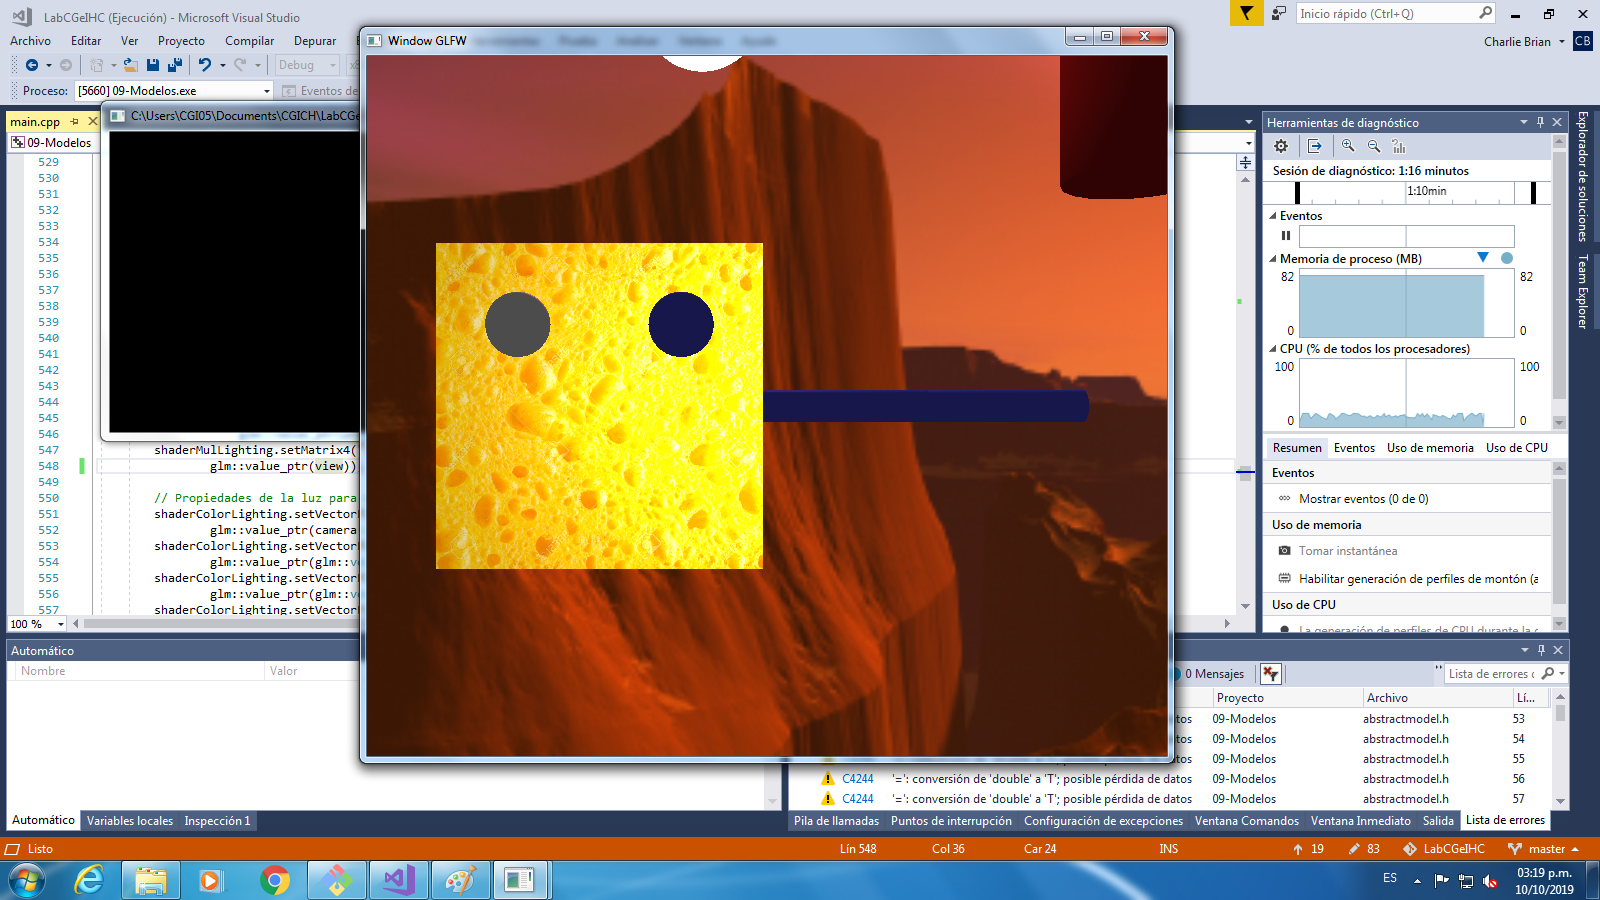 LabCGeIHC (Ejecución) - Microsoft Visual Studio
Inicio rápido (Ctrl+Q)
Archivo Editar Ver Proyecto Compilar Depurar
Charlie Brian CB
Debug
Proceso: [5660] 09-Modelos.exe Eventos de
Window GLFW
main.cpp
C:\Users\CGI05\Documents\CGICH\LabCGe
09-Modelos
529
530
531
532
533
534
535
536
537
538
539
540
541
542
543
544
545
546
547 shaderMulLighting.setMatrix4(
548 glm::value_ptr(view))
549
550 // Propiedades de la luz para
551 shaderColorLighting.setVector
552 glm::value_ptr(camera
553 shaderColorLighting.setVector
554 glm::value_ptr(glm::v
555 shaderColorLighting.setVector
556 glm::value_ptr(glm::v
557 shaderColorLighting.setVector
100 %
Herramientas de diagnóstico
Sesión de diagnóstico: 1:16 minutos
1:10min
Eventos
Memoria de proceso (MB)
82 82
0 0
CPU (% de todos los procesadores)
100 100
0 0
Resumen Eventos Uso de memoria Uso de CPU
Eventos
Mostrar eventos (0 de 0)
Uso de memoria
Tomar instantánea
Habilitar generación de perfiles de montón (a
Uso de CPU
La generación de perfiles de CPU durante la
Explorador de soluciones
Team Explorer
Automático
Nombre Valor
Automático Variables locales Inspección 1
0 Mensajes Lista de errores
Proyecto Archivo Lí...
tos 09-Modelos abstractmodel.h 53
tos 09-Modelos abstractmodel.h 54
tos 09-Modelos abstractmodel.h 55
C4244 '=': conversión de 'double' a 'T'; posible pérdida de datos 09-Modelos abstractmodel.h 56
C4244 '=': conversión de 'double' a 'T'; posible pérdida de datos 09-Modelos abstractmodel.h 57
Pila de llamadas Puntos de interrupción Configuración de excepciones Ventana Comandos Ventana Inmediato Salida Lista de errores
Listo Lín 548 Col 36 Car 24 INS 19 83 LabCGeIHC master
ES
03:19 p.m.
10/10/2019